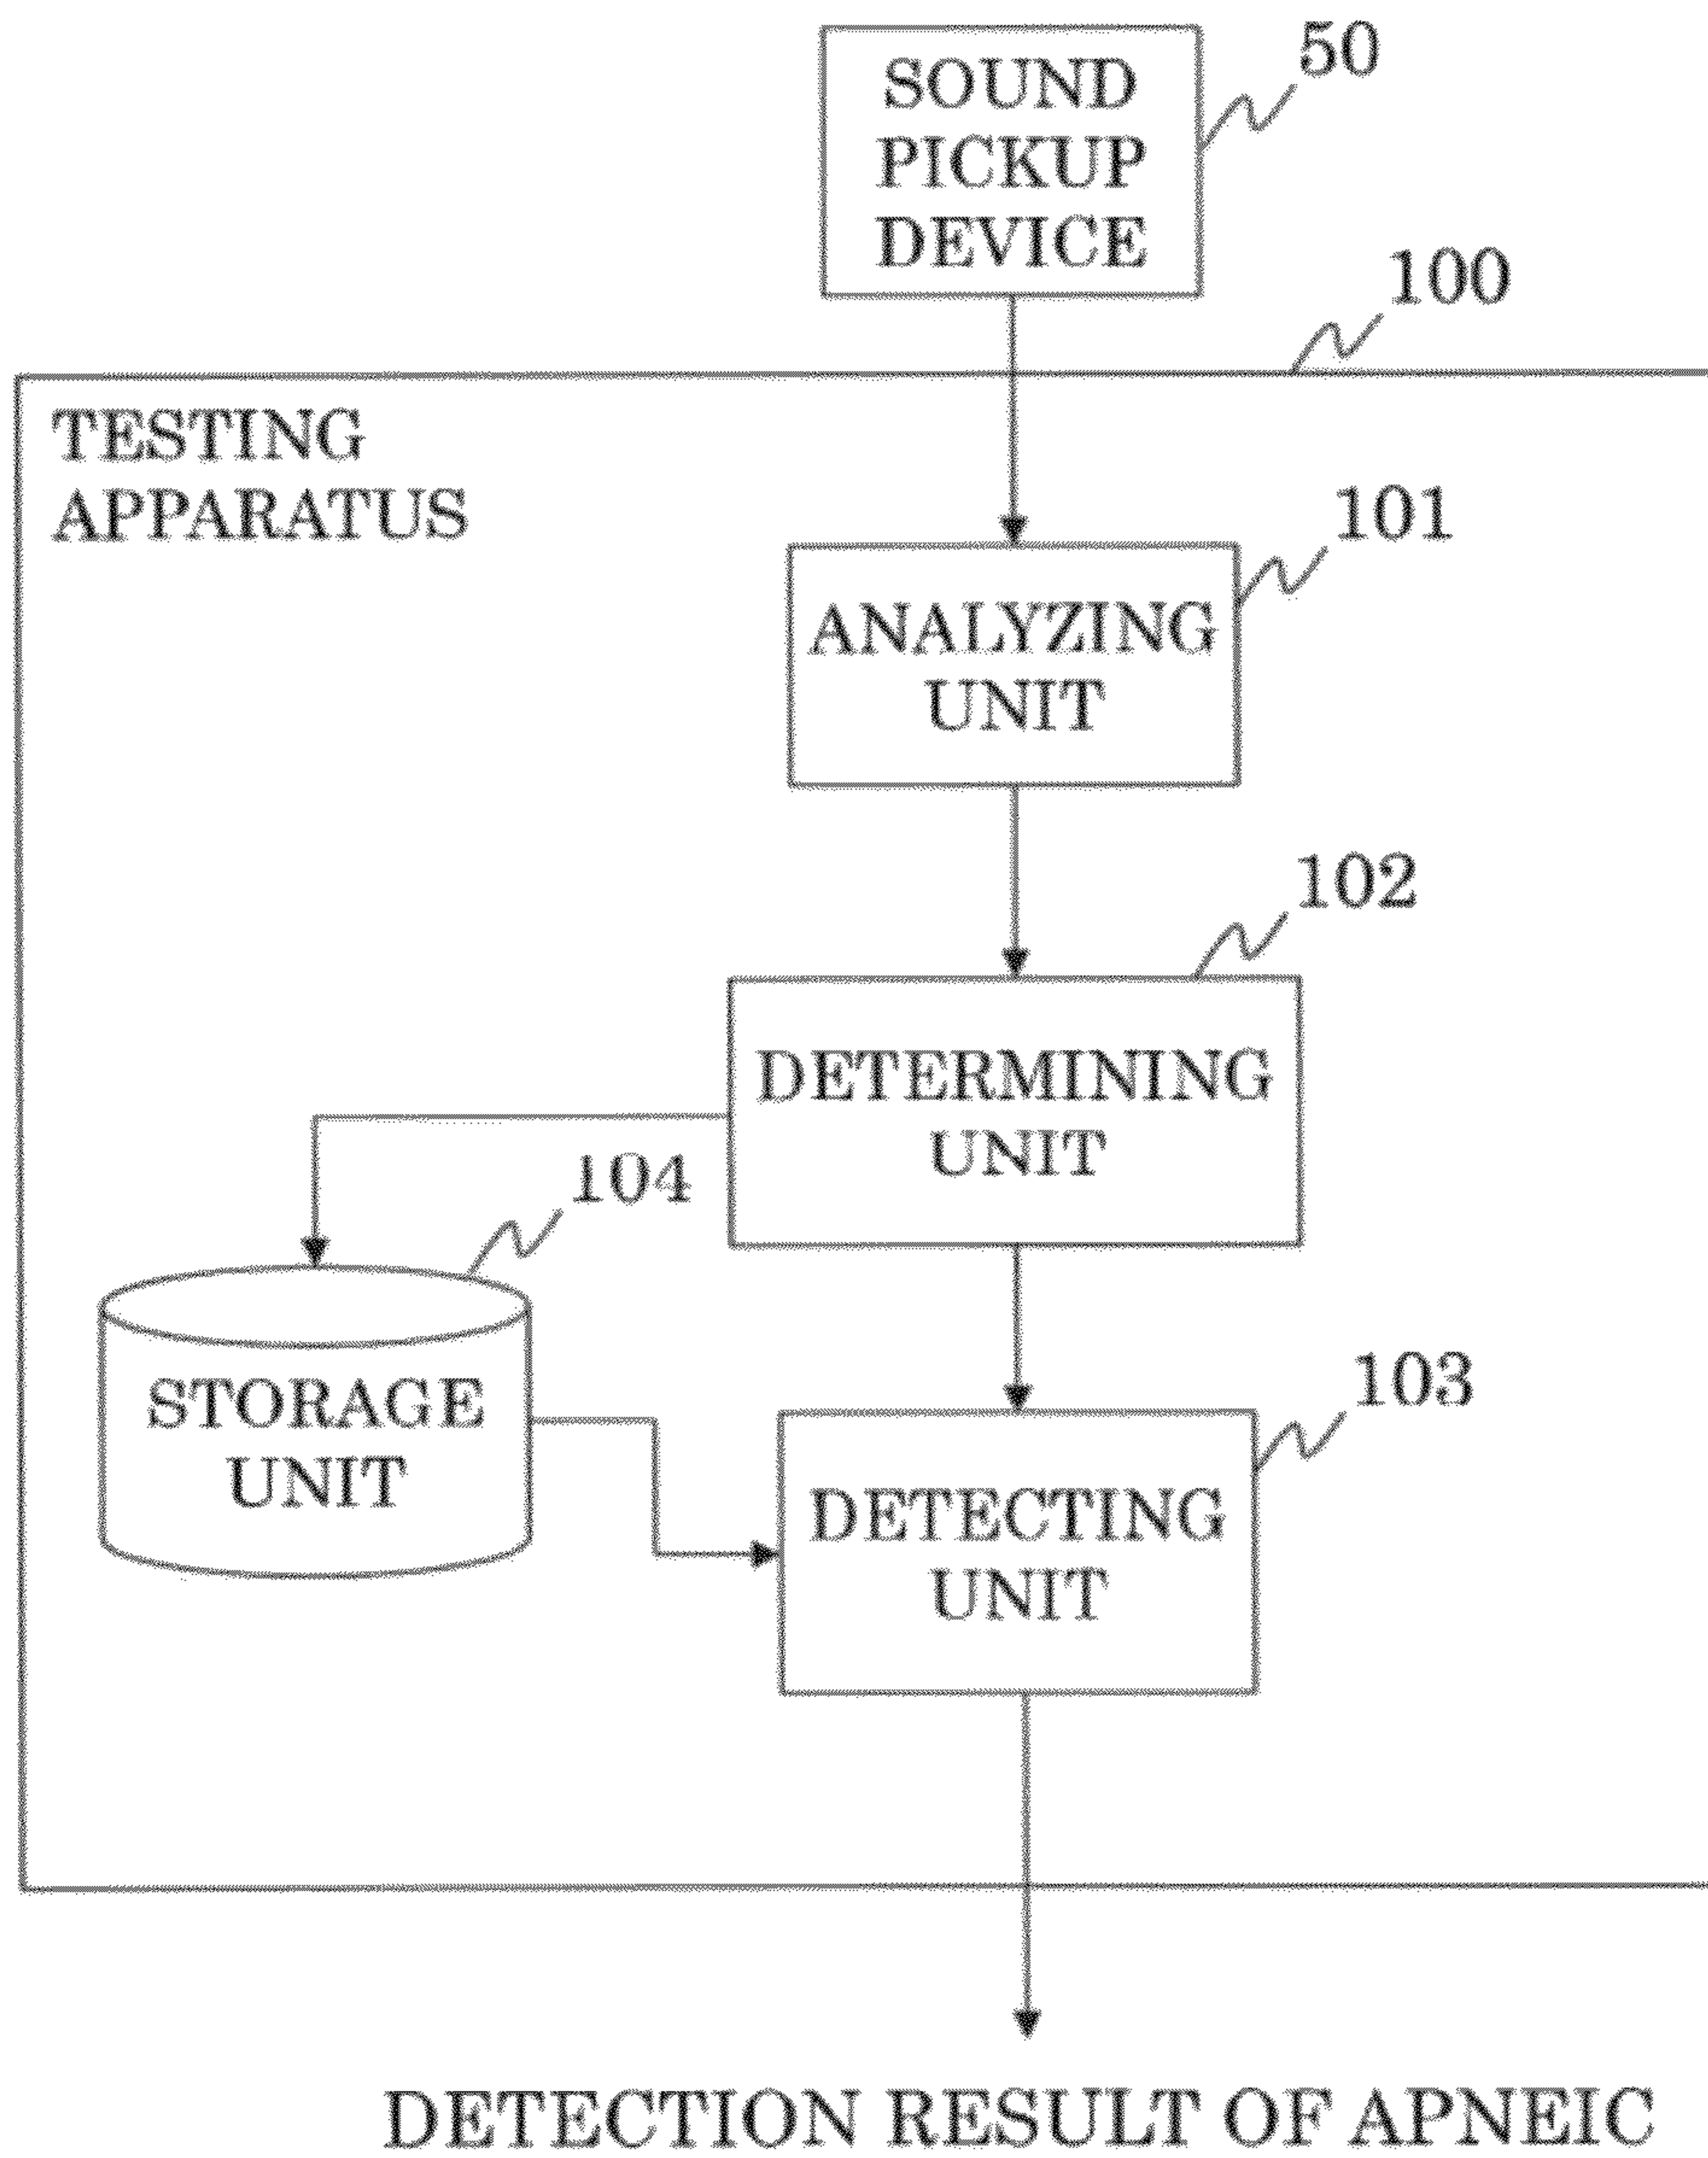 SOUND
PICKUP
DEVICE
50
100
TESTING
APPARATUS
101
ANALYZING
UNIT
102
DETERMINING
UNIT
104
STORAGE
UNIT
103
DETECTING
UNIT
DETECTION RESULT OF APNEIC